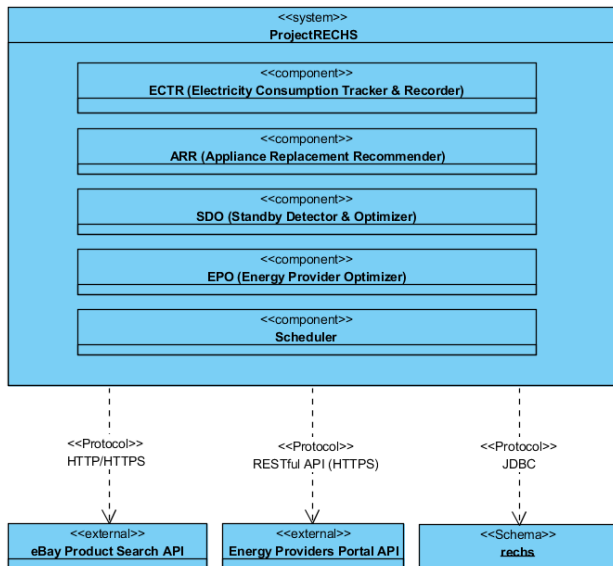 <<system>>
ProjectRECHS
<<component>>
ECTR (Electricity Consumption Tracker & Recorder)
<<component>>
ARR (Appliance Replacement Recommender)
<<component>>
SDO (Standby Detector & Optimizer)
<<component>>
EPO (Energy Provider Optimizer)
<<component>>
Scheduler
<<Protocol>>
HTTP/HTTPS
<<Protocol>>
RESTful API (HTTPS)
<<Protocol>>
JDBC
<<external>>
eBay Product Search API
<<external>>
Energy Providers Portal API
<<Schema>>
rechs